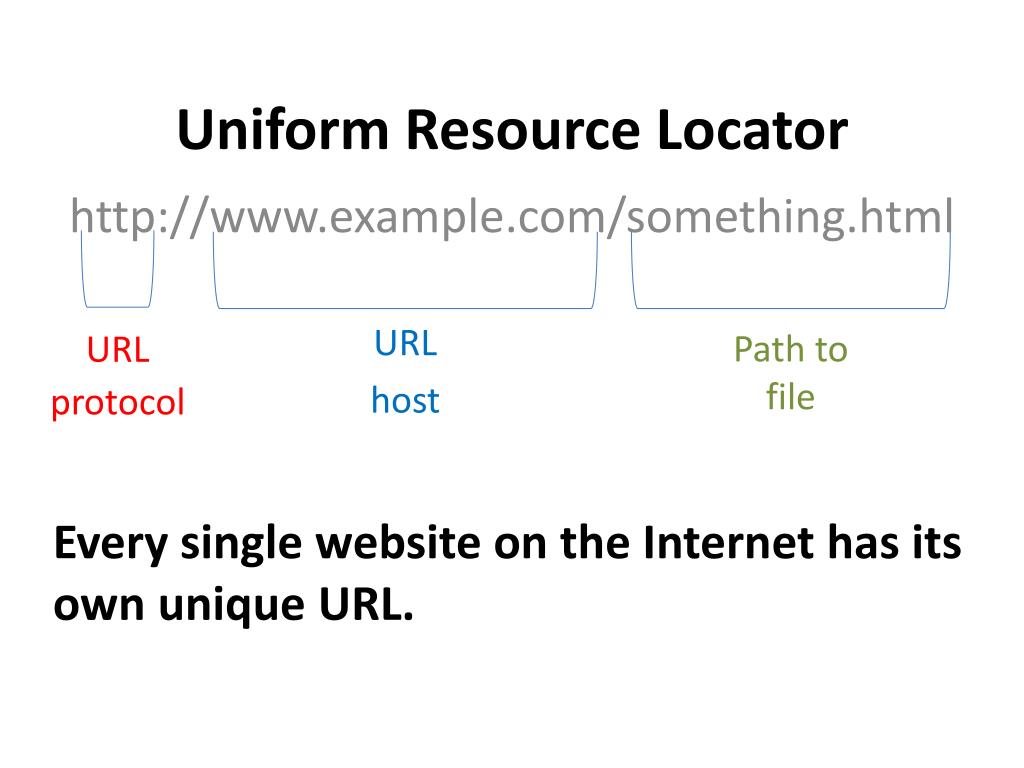 Uniform Resource Locator
http://www.example.com/something.html
URL
protocol
URL
host
Path to
file
Every single website on the Internet has its
own unique URL.